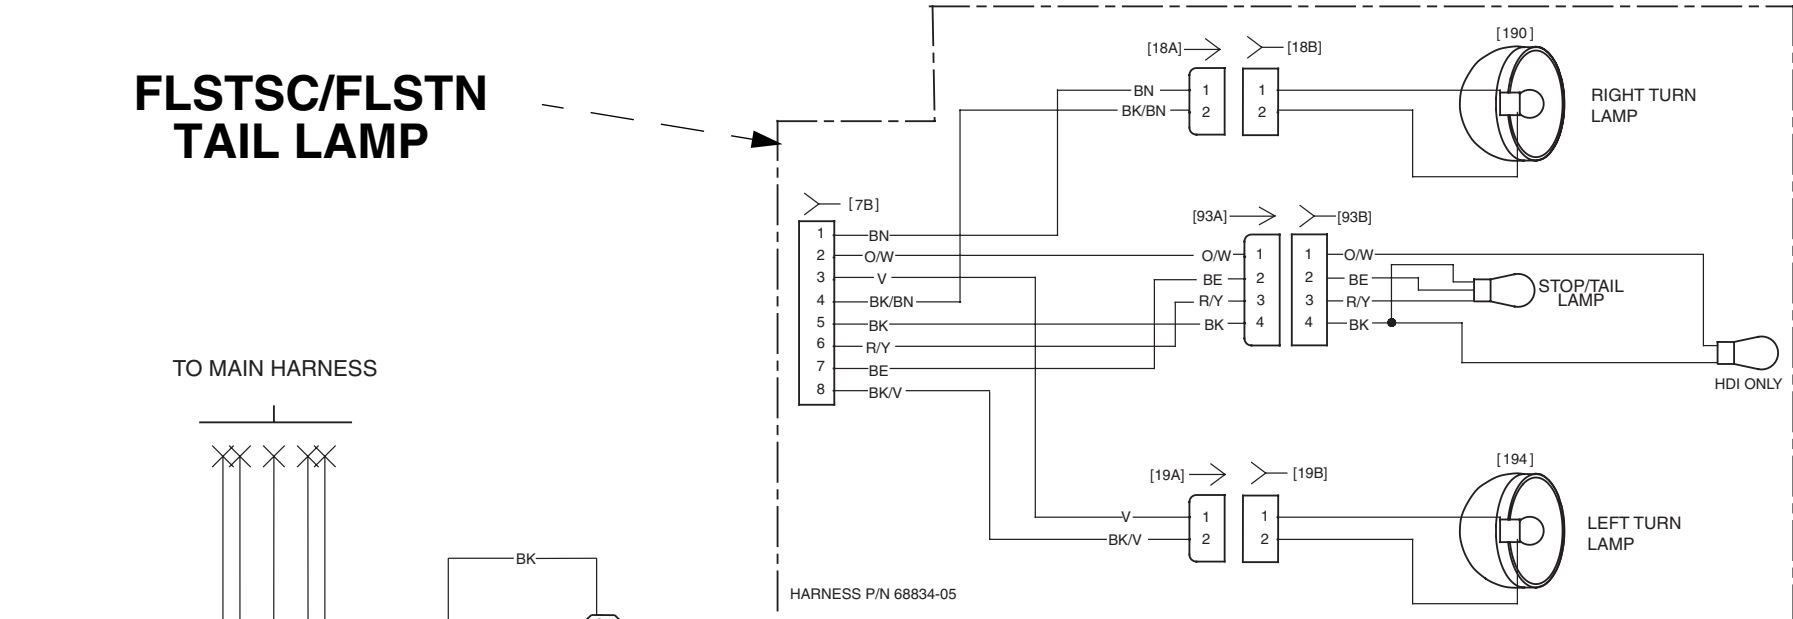 FLSTSC/FLSTN
TAIL LAMP
TO MAIN HARNESS
BK
[7B]
1 BN
2 O/W
3 V
4 BK/BN
5 BK
6 R/Y
7 BE
8 BK/V
[18A] [18B]
BN 1 1
BK/BN 2 2
[190]
RIGHT TURN
LAMP
[93A] [93B]
O/W 1 1 O/W
BE 2 2 BE
R/Y 3 3 R/Y
BK 4 4 BK
STOP/TAIL
LAMP
HDI ONLY
[19A] [19B]
V 1 1
BK/V 2 2
[194]
LEFT TURN
LAMP
HARNESS P/N 68834-05